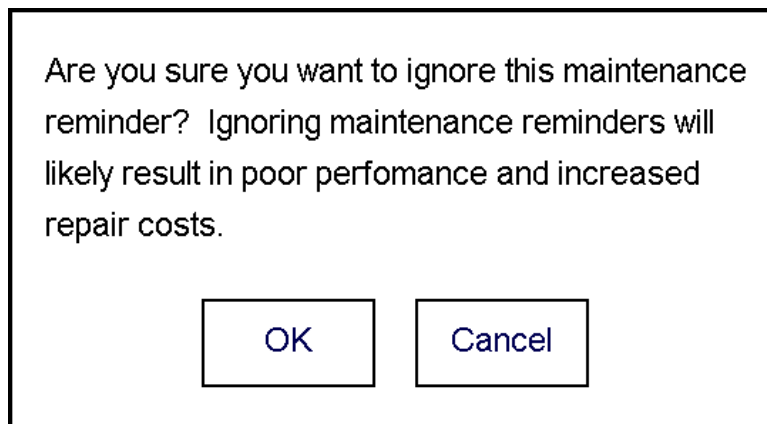 Are you sure you want to ignore this maintenance
reminder?  Ignoring maintenance reminders will
likely result in poor perfomance and increased
repair costs.
OK
Cancel